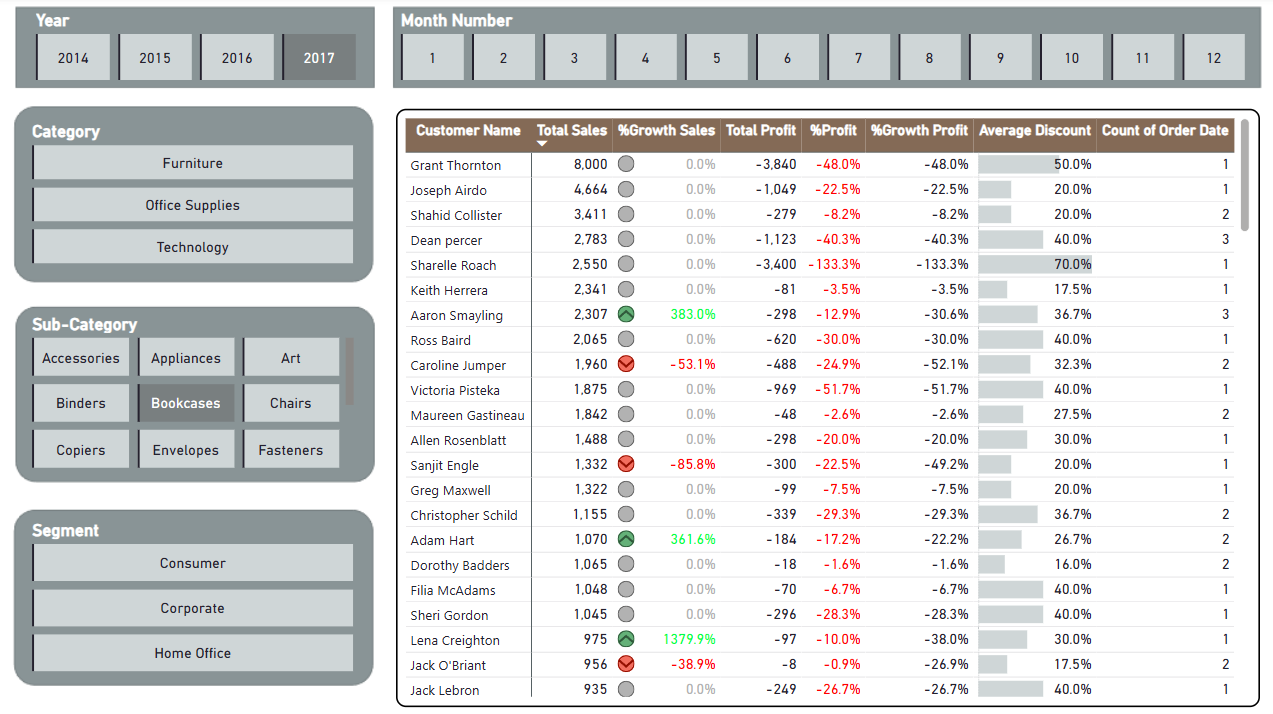 Year
2014 2015 2016 2017
Month Number
1 2 3 4 5 6 7 8 9 10 11 12
Category
Furniture
Office Supplies
Technology
Sub-Category
Accessories Appliances Art
Binders Bookcases Chairs
Copiers Envelopes Fasteners
Segment
Consumer
Corporate
Home Office
Customer Name Total Sales %Growth Sales Total Profit %Profit %Growth Profit Average Discount Count of Order Date
Grant Thornton 8,000 0.0% -3,840 -48.0% -48.0% 50.0% 1
Joseph Airdo 4,664 0.0% -1,049 -22.5% -22.5% 20.0% 1
Shahid Collister 3,411 0.0% -279 -8.2% -8.2% 20.0% 2
Dean percer 2,783 0.0% -1,123 -40.3% -40.3% 40.0% 3
Sharelle Roach 2,550 0.0% -3,400 -133.3% -133.3% 70.0% 1
Keith Herrera 2,341 0.0% -81 -3.5% -3.5% 17.5% 1
Aaron Smayling 2,307 383.0% -298 -12.9% -30.6% 36.7% 3
Ross Baird 2,065 0.0% -620 -30.0% -30.0% 40.0% 1
Caroline Jumper 1,960 -53.1% -488 -24.9% -52.1% 32.3% 2
Victoria Pisteka 1,875 0.0% -969 -51.7% -51.7% 40.0% 1
Maureen Gastineau 1,842 0.0% -48 -2.6% -2.6% 27.5% 2
Allen Rosenblatt 1,488 0.0% -298 -20.0% -20.0% 30.0% 1
Sanjit Engle 1,332 -85.8% -300 -22.5% -49.2% 20.0% 1
Greg Maxwell 1,322 0.0% -99 -7.5% -7.5% 20.0% 1
Christopher Schild 1,155 0.0% -339 -29.3% -29.3% 36.7% 2
Adam Hart 1,070 361.6% -184 -17.2% -22.2% 26.7% 2
Dorothy Badders 1,065 0.0% -18 -1.6% -1.6% 16.0% 2
Filia McAdams 1,048 0.0% -70 -6.7% -6.7% 40.0% 1
Sheri Gordon 1,045 0.0% -296 -28.3% -28.3% 40.0% 1
Lena Creighton 975 1379.9% -97 -10.0% -38.0% 30.0% 1
Jack O'Briant 956 -38.9% -8 -0.9% -26.9% 17.5% 2
Jack Lebron 935 0.0% -249 -26.7% -26.7% 40.0% 1